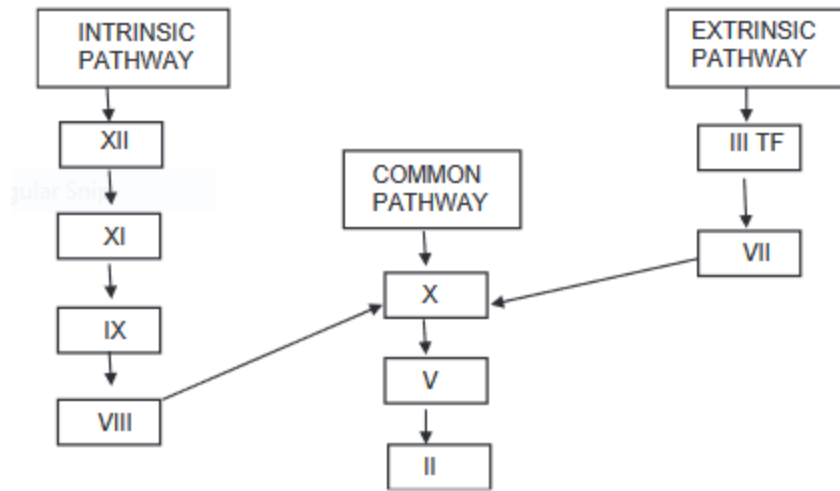 INTRINSIC
PATHWAY
XII
XI
IX
VIII
COMMON
PATHWAY
X
V
II
EXTRINSIC
PATHWAY
III TF
VII